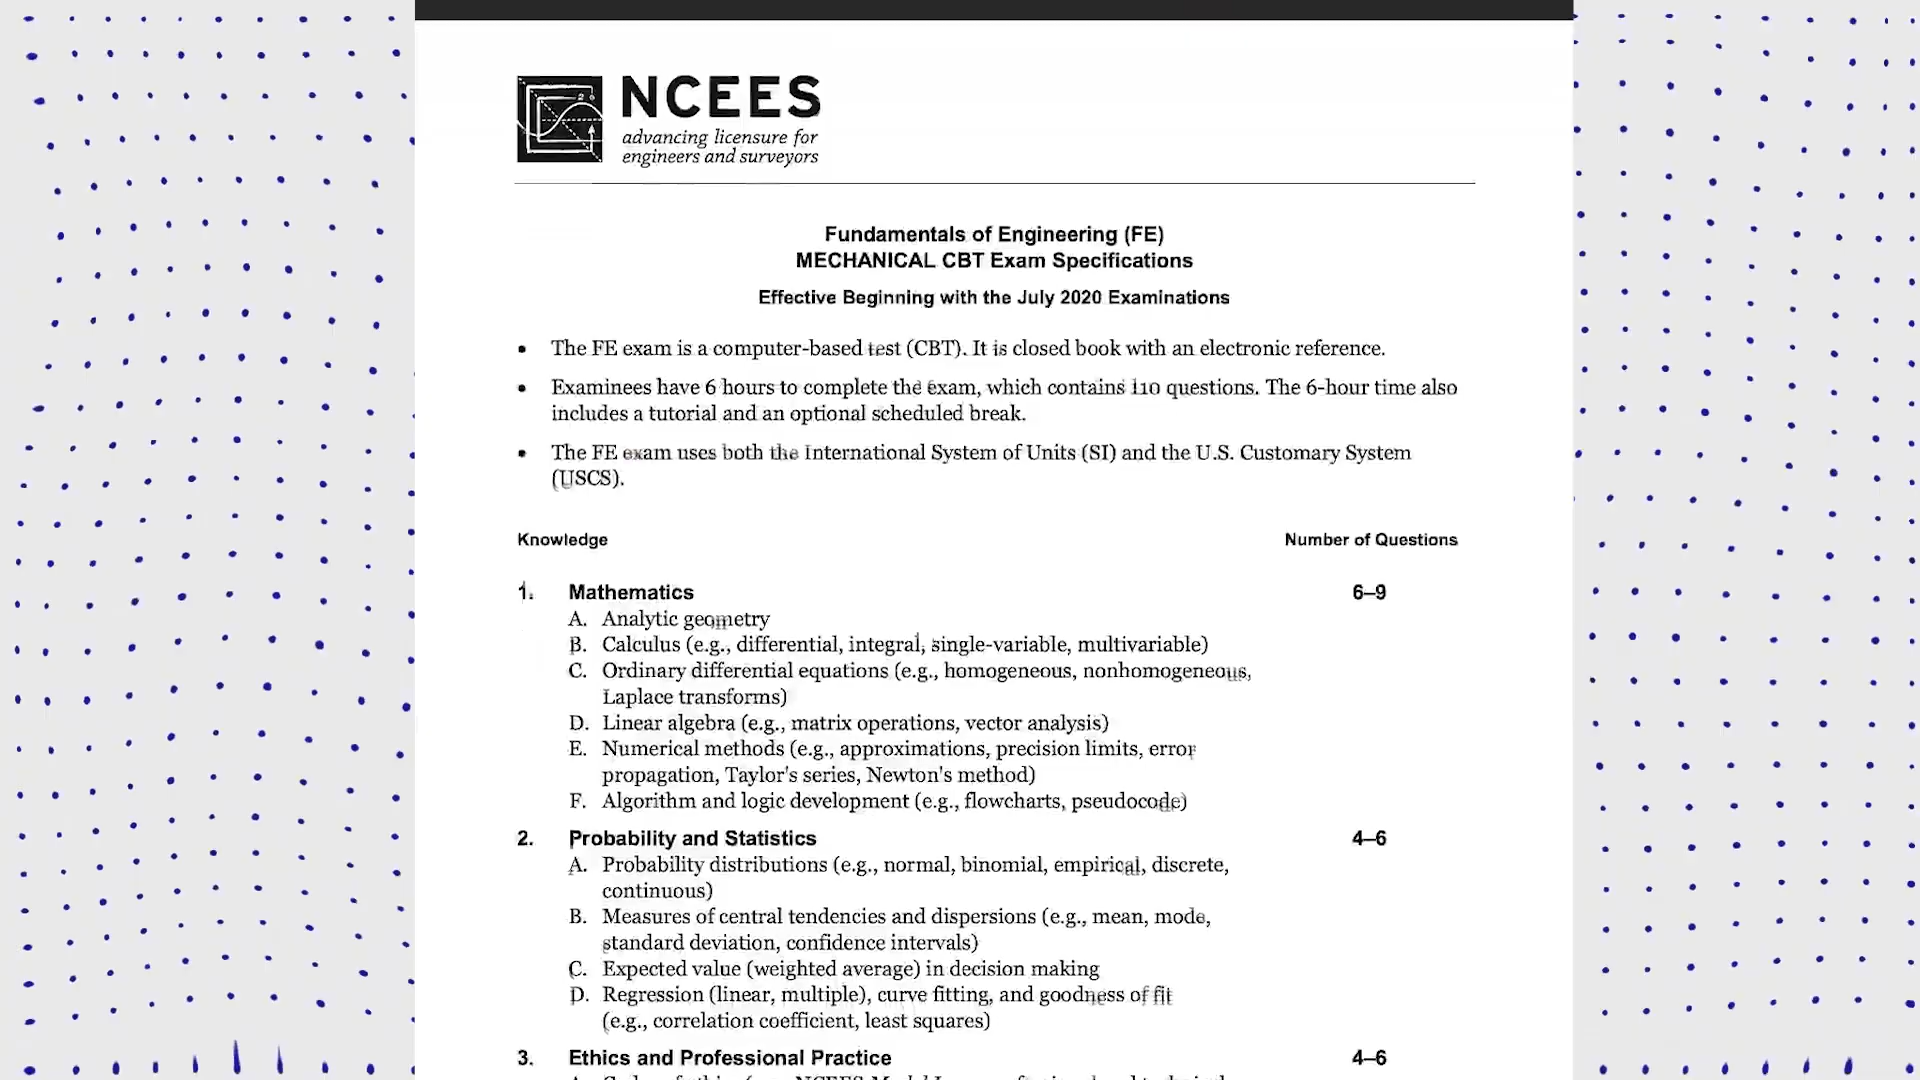 NCEES
advancing licensure for
engineers and surveyors
Fundamentals of Engineering (FE)
MECHANICAL CBT Exam Specifications
Effective Beginning with the July 2020 Examinations
• The FE exam is a computer-based test (CBT). It is closed book with an electronic reference.
• Examinees have 6 hours to complete the exam, which contains 110 questions. The 6-hour time also
includes a tutorial and an optional scheduled break.
• The FE exam uses both the International System of Units (SI) and the U.S. Customary System
(USCS).
Knowledge Number of Questions
1. Mathematics 6–9
A. Analytic geometry
B. Calculus (e.g., differential, integral, single-variable, multivariable)
C. Ordinary differential equations (e.g., homogeneous, nonhomogeneous,
Laplace transforms)
D. Linear algebra (e.g., matrix operations, vector analysis)
E. Numerical methods (e.g., approximations, precision limits, error
propagation, Taylor's series, Newton's method)
F. Algorithm and logic development (e.g., flowcharts, pseudocode)
2. Probability and Statistics 4–6
A. Probability distributions (e.g., normal, binomial, empirical, discrete,
continuous)
B. Measures of central tendencies and dispersions (e.g., mean, mode,
standard deviation, confidence intervals)
C. Expected value (weighted average) in decision making
D. Regression (linear, multiple), curve fitting, and goodness of fit
(e.g., correlation coefficient, least squares)
3. Ethics and Professional Practice 4–6